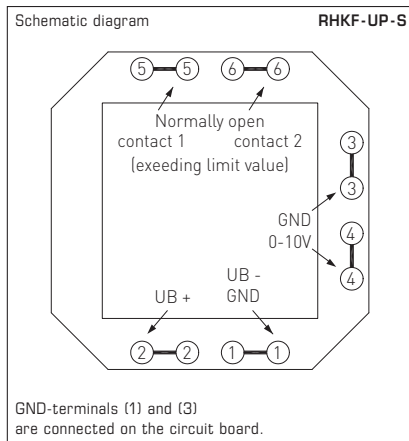 Schematic diagram RHKF-UP-S
5 5 6 6
Normally open
contact 1 contact 2
(exeeding limit value)
3
3
GND
0-10V
4
4
UB -
UB + GND
2 2 1 1
GND-terminals (1) and (3)
are connected on the circuit board.